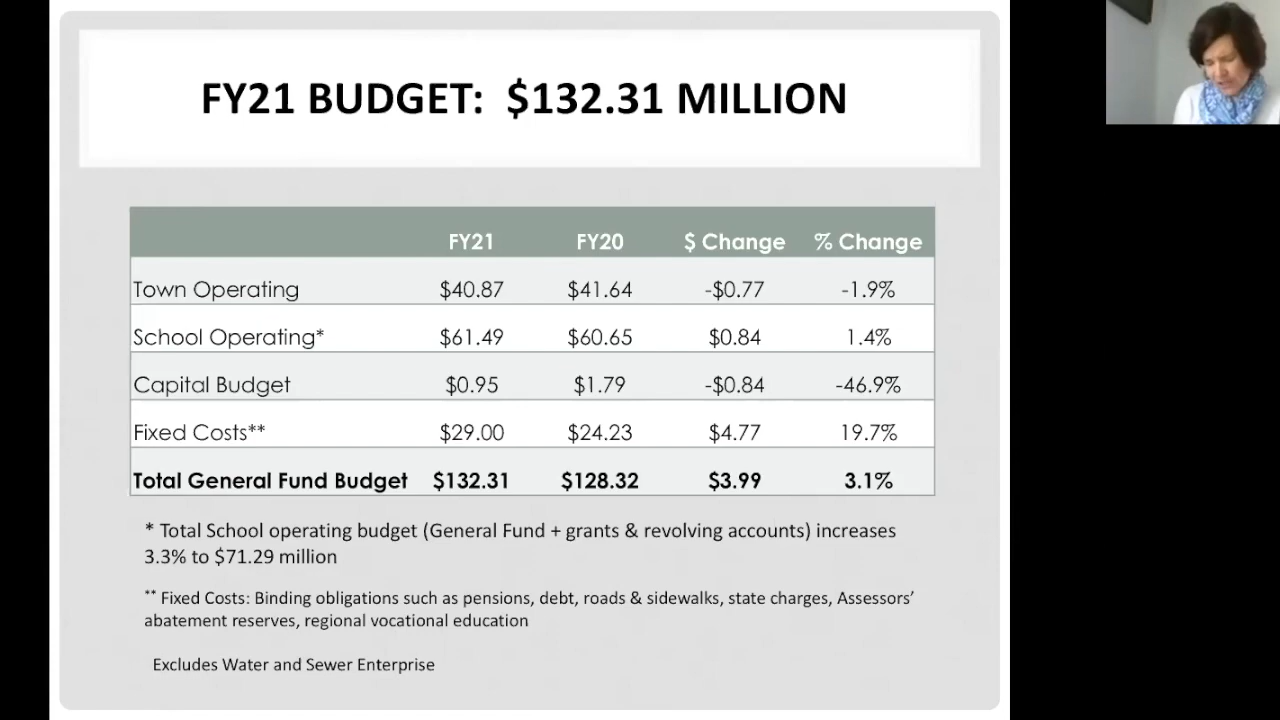 FY21 BUDGET: $132.31 MILLION
FY21 FY20 $ Change % Change
Town Operating $40.87 $41.64 -$0.77 -1.9%
School Operating* $61.49 $60.65 $0.84 1.4%
Capital Budget $0.95 $1.79 -$0.84 -46.9%
Fixed Costs** $29.00 $24.23 $4.77 19.7%
Total General Fund Budget $132.31 $128.32 $3.99 3.1%
* Total School operating budget (General Fund + grants & revolving accounts) increases
3.3% to $71.29 million
** Fixed Costs: Binding obligations such as pensions, debt, roads & sidewalks, state charges, Assessors’
abatement reserves, regional vocational education
Excludes Water and Sewer Enterprise